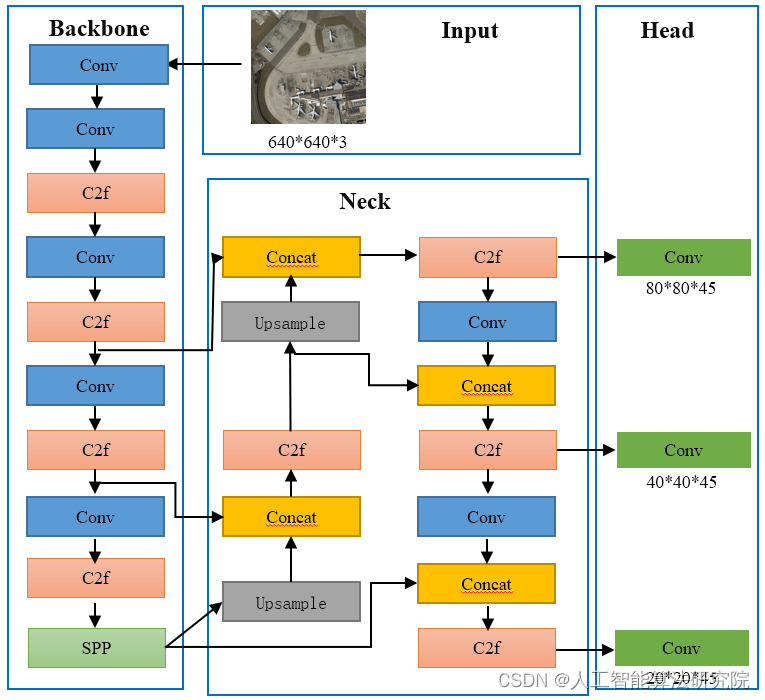 Backbone
Conv
Conv
C2f
Conv
C2f
Conv
C2f
Conv
C2f
SPP
Input
640*640*3
Neck
Concat
Upsample
C2f
Concat
Upsample
C2f
Conv
Concat
C2f
Conv
Concat
C2f
Head
Conv
80*80*45
Conv
40*40*45
Conv
20*20*45
CSDN @人工智能算法研究院